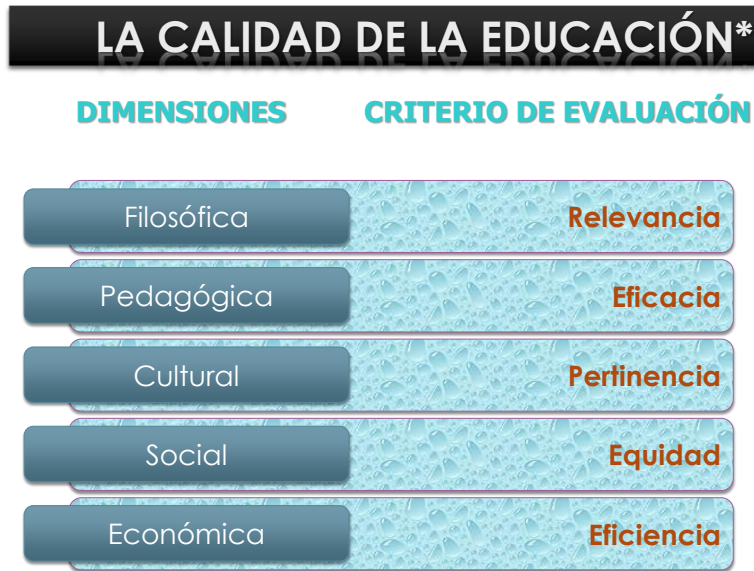 LA CALIDAD DE LA EDUCACIÓN*
DIMENSIONES CRITERIO DE EVALUACIÓN
Filosófica Relevancia
Pedagógica Eficacia
Cultural Pertinencia
Social Equidad
Económica Eficiencia